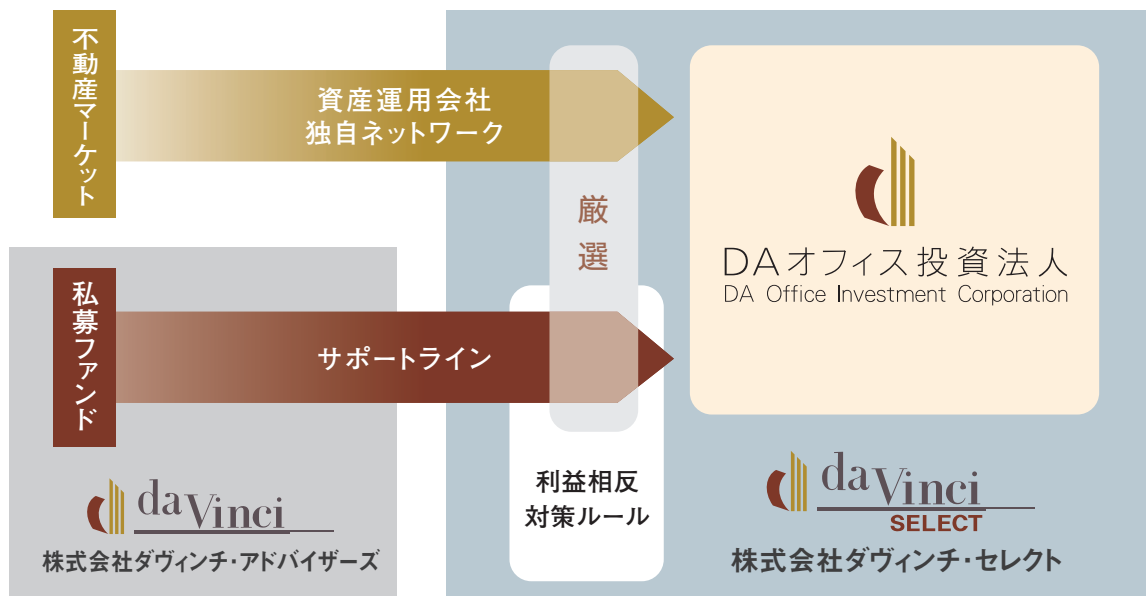 不動産マーケット
資産運用会社
独自ネットワーク
厳選
DAオフィス投資法人
DA Office Investment Corporation
私募ファンド
サポートライン
利益相反
対策ルール
da Vinci
株式会社ダヴィンチ・アドバイザーズ
da Vinci
SELECT
株式会社ダヴィンチ・セレクト